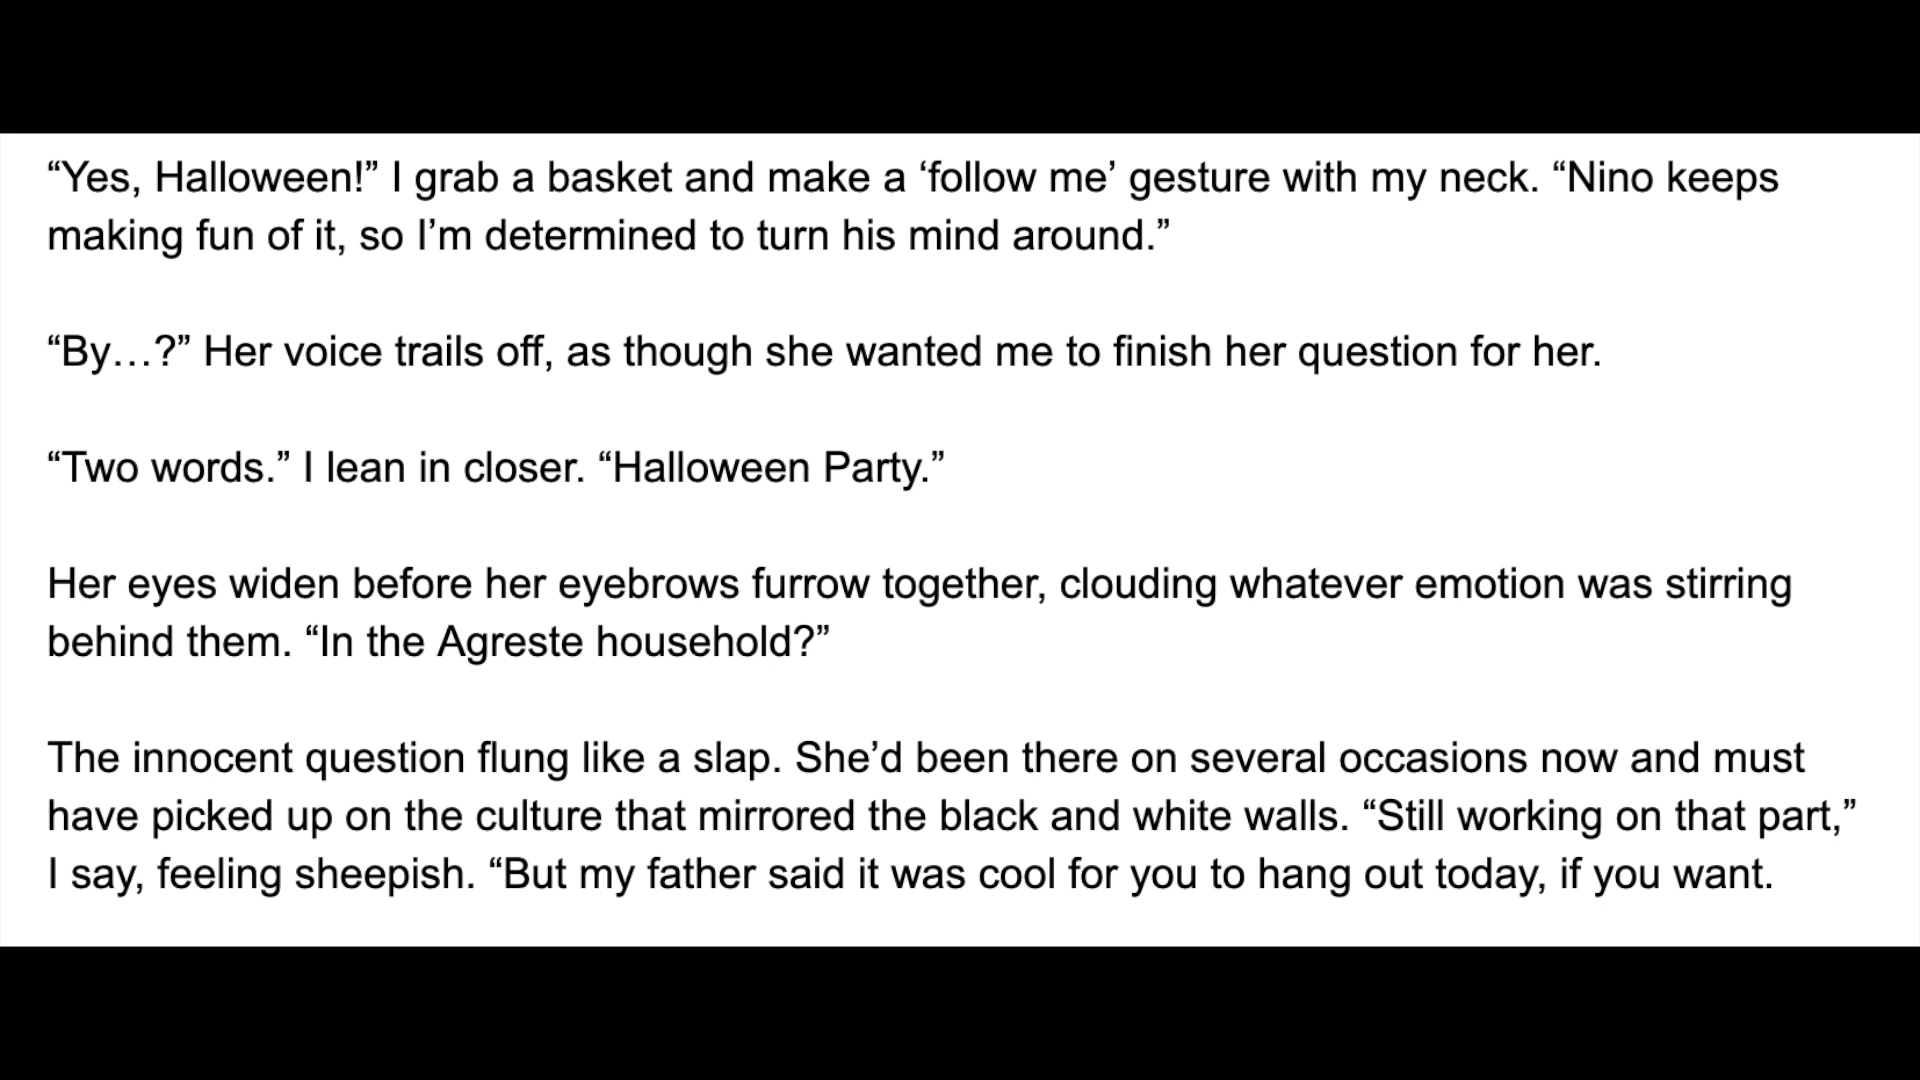 “Yes, Halloween!” I grab a basket and make a ‘follow me’ gesture with my neck. “Nino keeps
making fun of it, so I’m determined to turn his mind around.”
“By…?” Her voice trails off, as though she wanted me to finish her question for her.
“Two words.” I lean in closer. “Halloween Party.”
Her eyes widen before her eyebrows furrow together, clouding whatever emotion was stirring
behind them. “In the Agreste household?”
The innocent question flung like a slap. She’d been there on several occasions now and must
have picked up on the culture that mirrored the black and white walls. “Still working on that part,”
I say, feeling sheepish. “But my father said it was cool for you to hang out today, if you want.